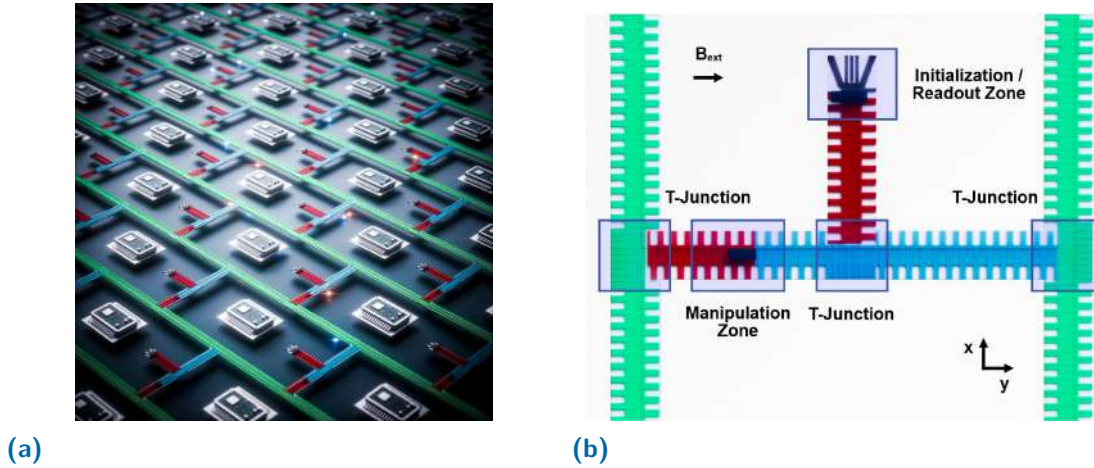 B_ext
Initialization /
Readout Zone
T-Junction
T-Junction
Manipulation
Zone
T-Junction
x
y
(a)
(b)